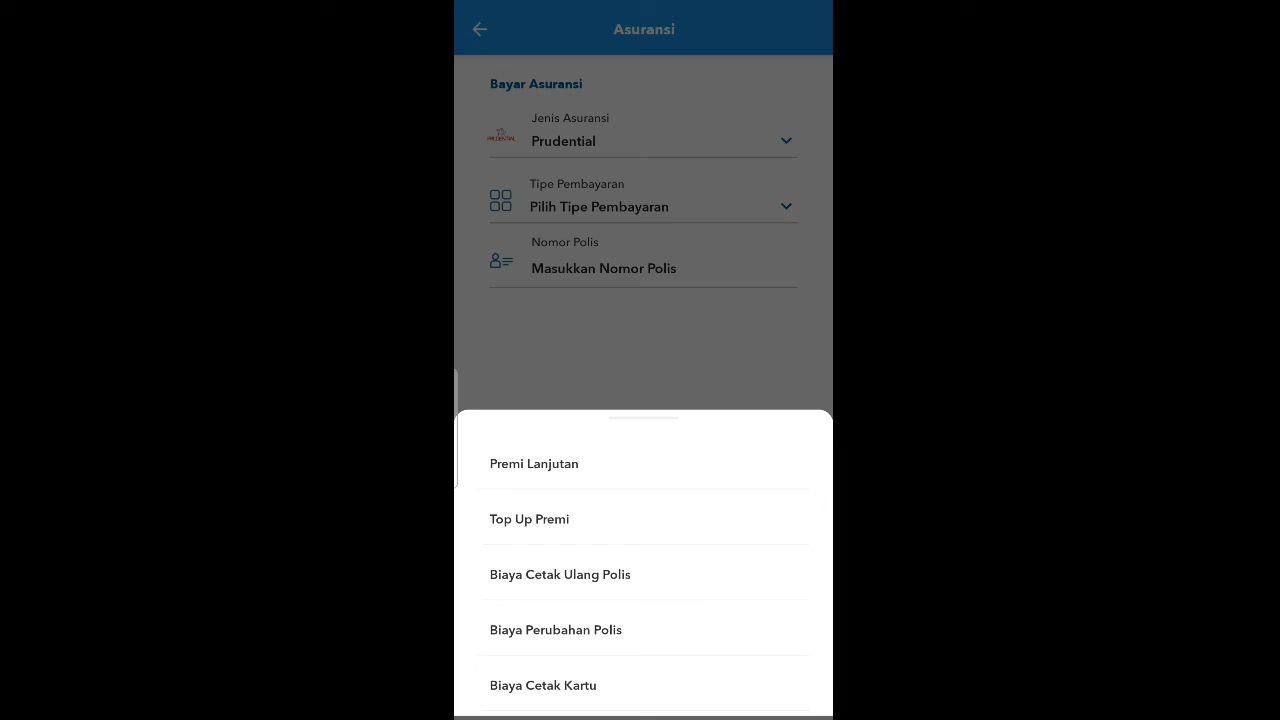 Asuransi
Bayar Asuransi
Jenis Asuransi
PRUDENTIAL
Prudential
Tipe Pembayaran
Pilih Tipe Pembayaran
Nomor Polis
Masukkan Nomor Polis
Premi Lanjutan
Top Up Premi
Biaya Cetak Ulang Polis
Biaya Perubahan Polis
Biaya Cetak Kartu